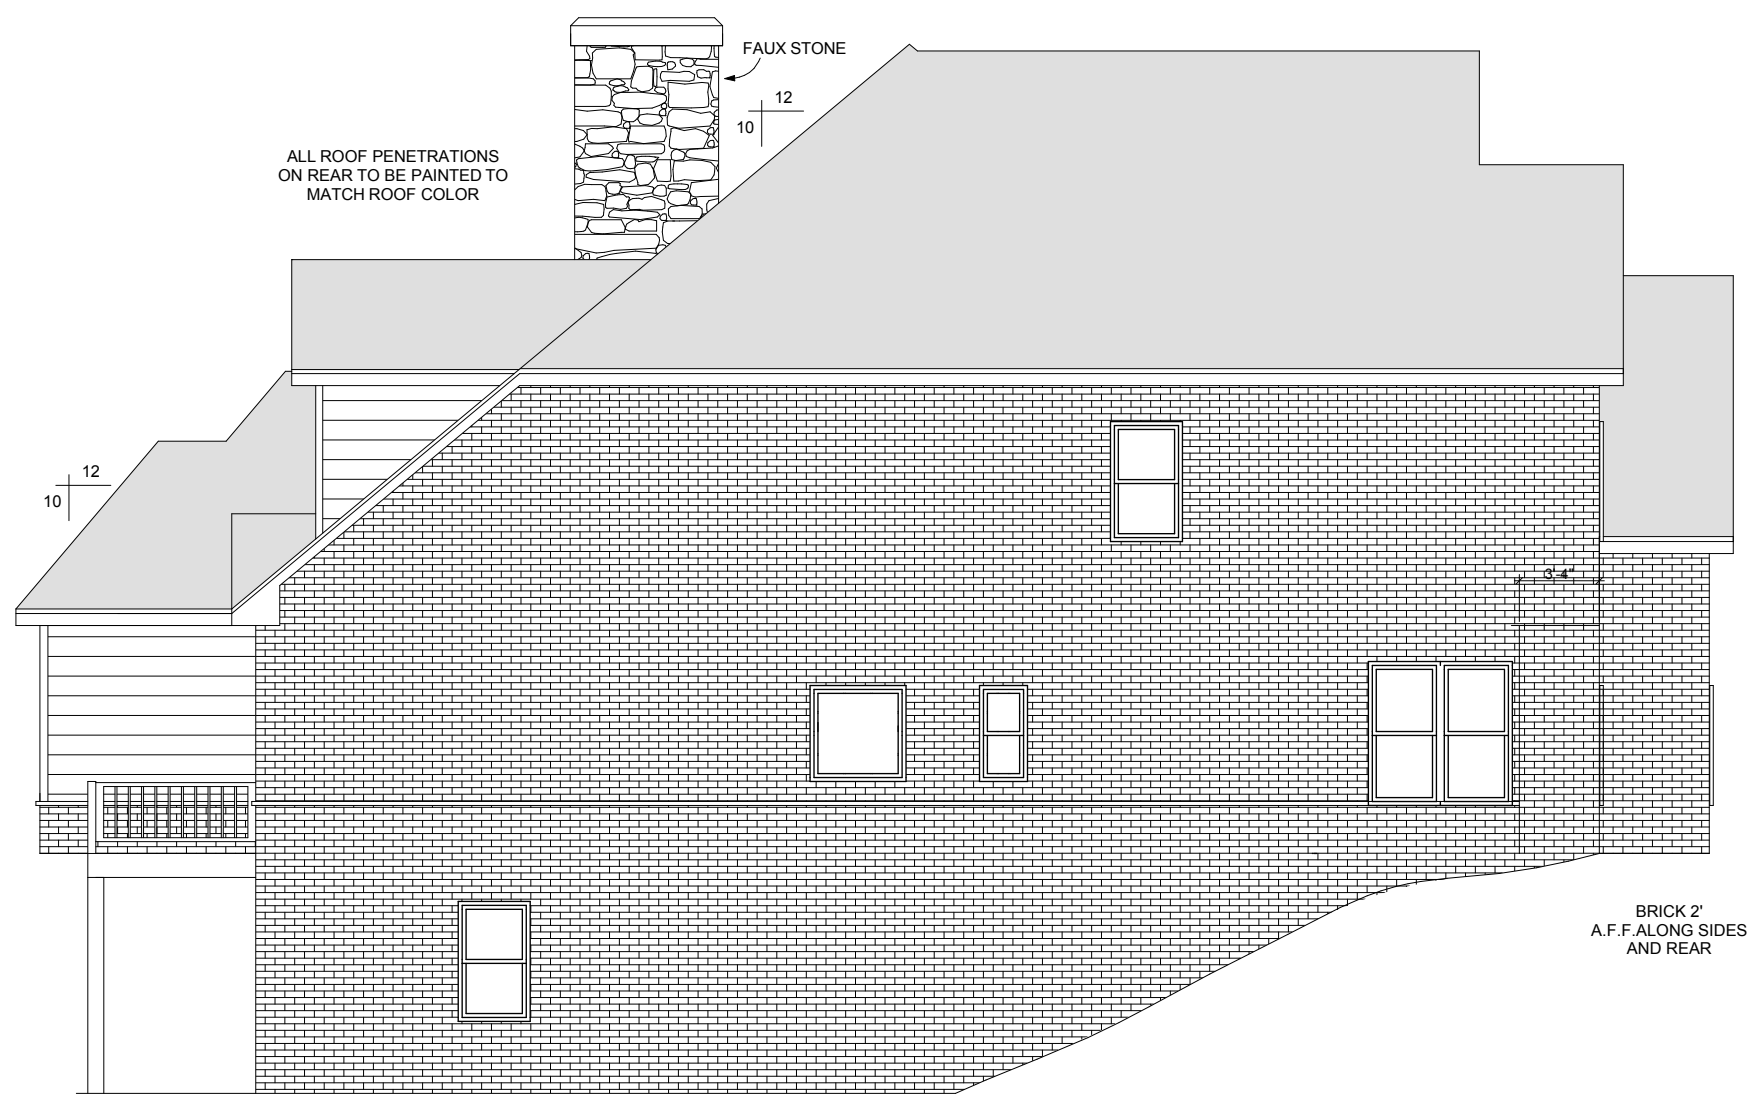 FAUX STONE
12
10
ALL ROOF PENETRATIONS
ON REAR TO BE PAINTED TO
MATCH ROOF COLOR
12
10
3'-4"
BRICK 2'
A.F.F.ALONG SIDES
AND REAR